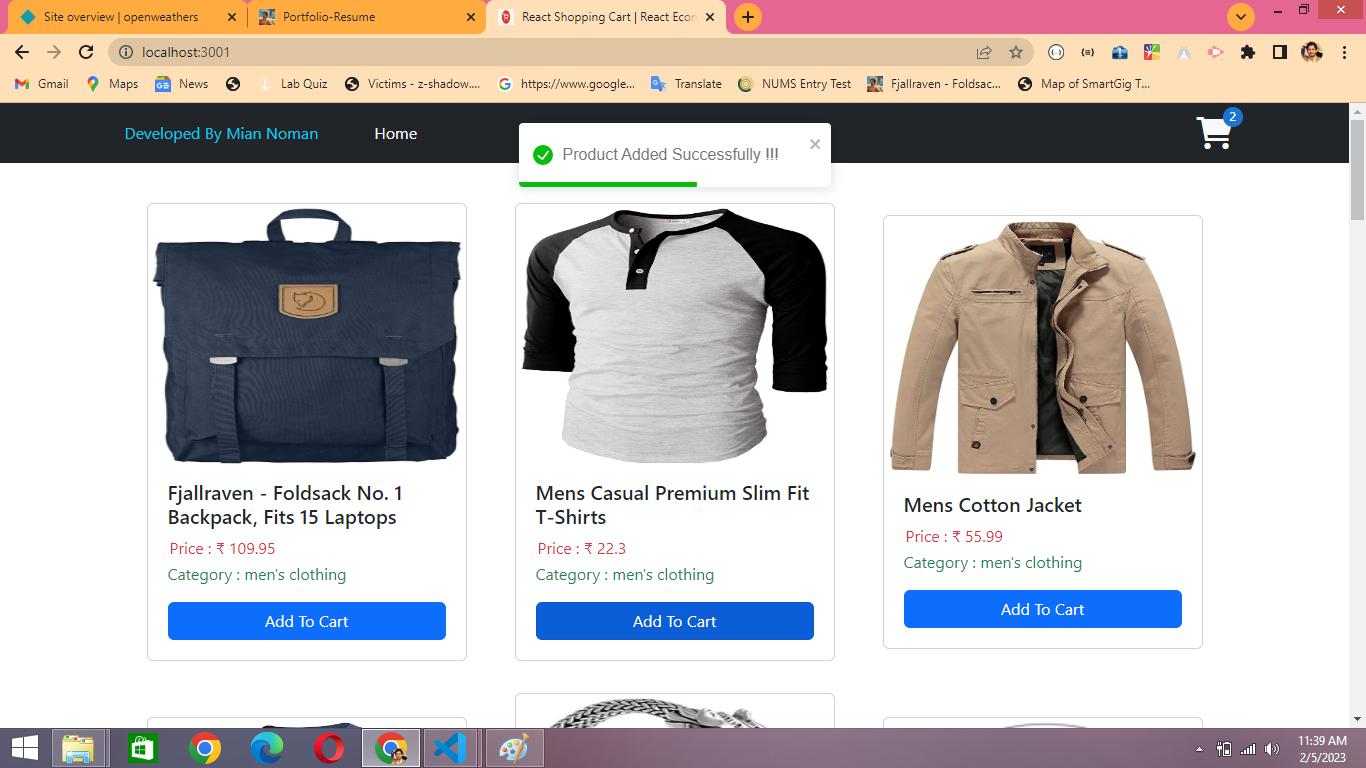 Site overview | openweathers
Portfolio-Resume
React Shopping Cart | React Econ
localhost:3001
Gmail
Maps
News
Lab Quiz
Victims - z-shadow....
https://www.google...
Translate
NUMS Entry Test
Fjallraven - Foldsac...
Map of SmartGig T...
Developed By Mian Noman
Home
2
Product Added Successfully !!!
Fjallraven - Foldsack No. 1
Backpack, Fits 15 Laptops
Price : ₹ 109.95
Category : men's clothing
Add To Cart
Mens Casual Premium Slim Fit
T-Shirts
Price : ₹ 22.3
Category : men's clothing
Add To Cart
Mens Cotton Jacket
Price : ₹ 55.99
Category : men's clothing
Add To Cart
11:39 AM
2/5/2023